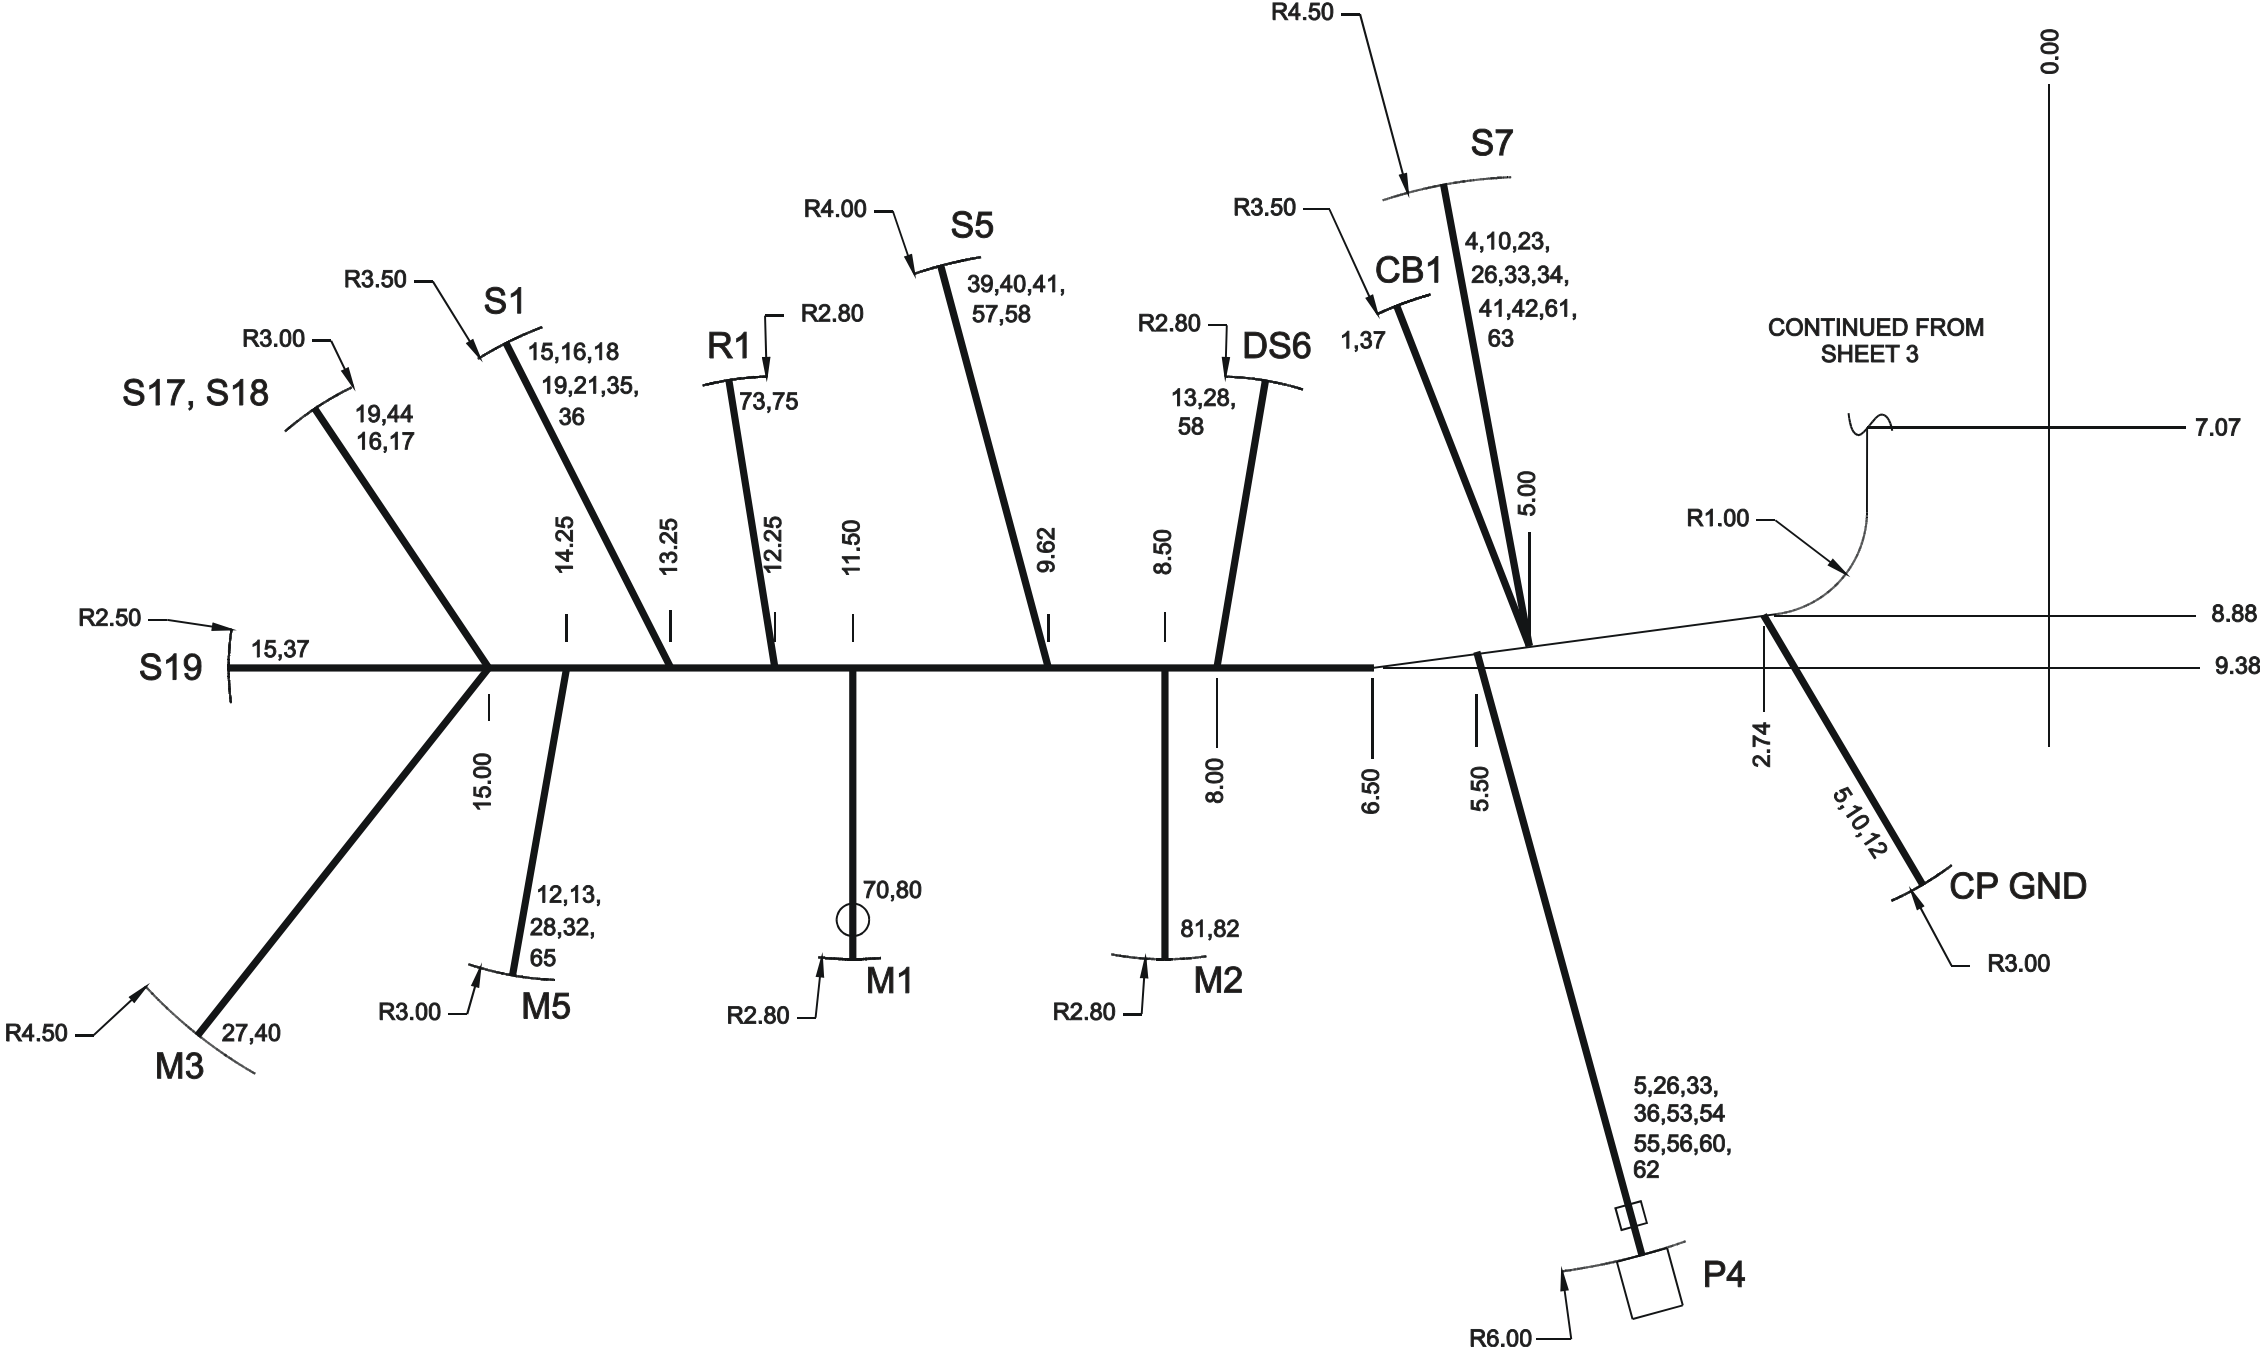 R4.50
0.00
S7
R3.50
R4.00
S5
4,10,23,
26,33,34,
41,42,61,
63
CB1
1,37
R3.50
S1
39,40,41,
57,58
R2.80
R2.80
DS6
13,28,
58
CONTINUED FROM
SHEET 3
R3.00
S17, S18
19,44
16,17
15,16,18
19,21,35,
36
R1
73,75
7.07
14.25
13.25
12.25
11.50
9.62
8.50
5.00
R1.00
R2.50
S19
15,37
8.88
9.38
15.00
8.00
6.50
5.50
2.74
5,10,12
CP GND
R3.00
12,13,
28,32,
65
M5
R3.00
70,80
M1
R2.80
81,82
M2
R2.80
R4.50
27,40
M3
5,26,33,
36,53,54
55,56,60,
62
P4
R6.00